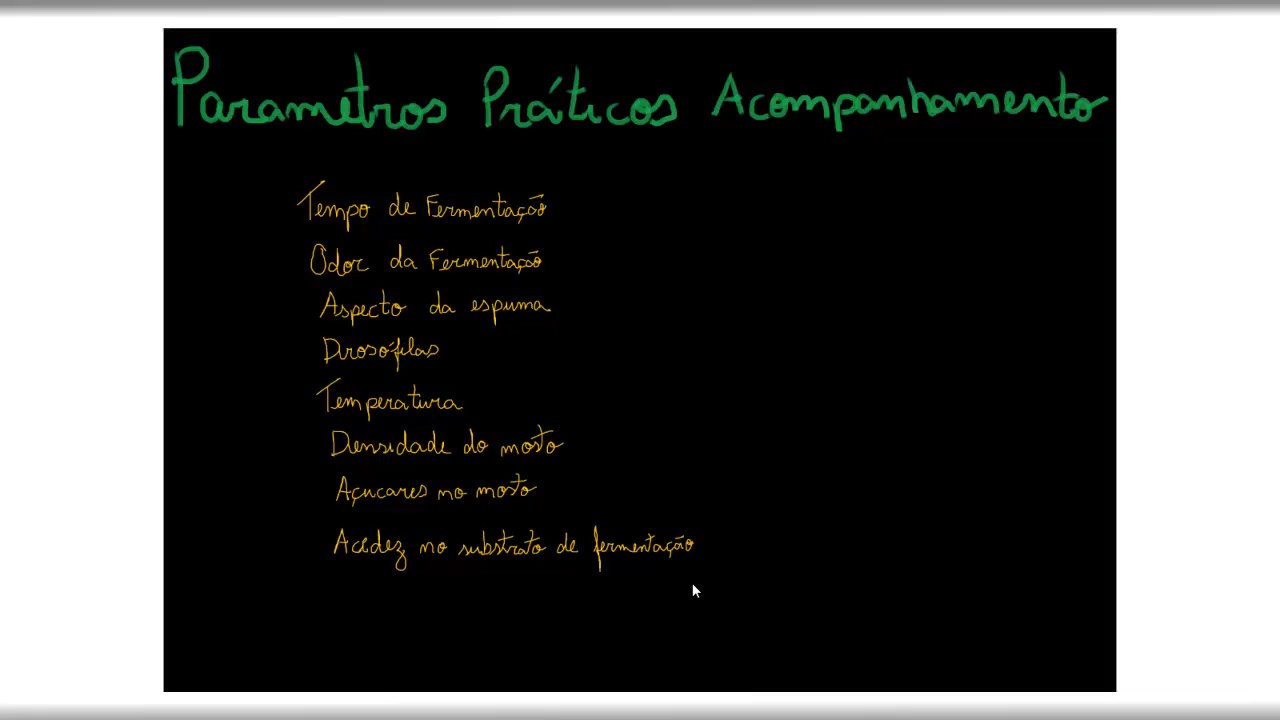 Parametros Práticos Acompanhamento
Tempo de Fermentação
Odor da Fermentação
Aspecto da espuma
Drosófilas
Temperatura
Densidade do mosto
Açucares no mosto
Acidez no substrato de fermentação